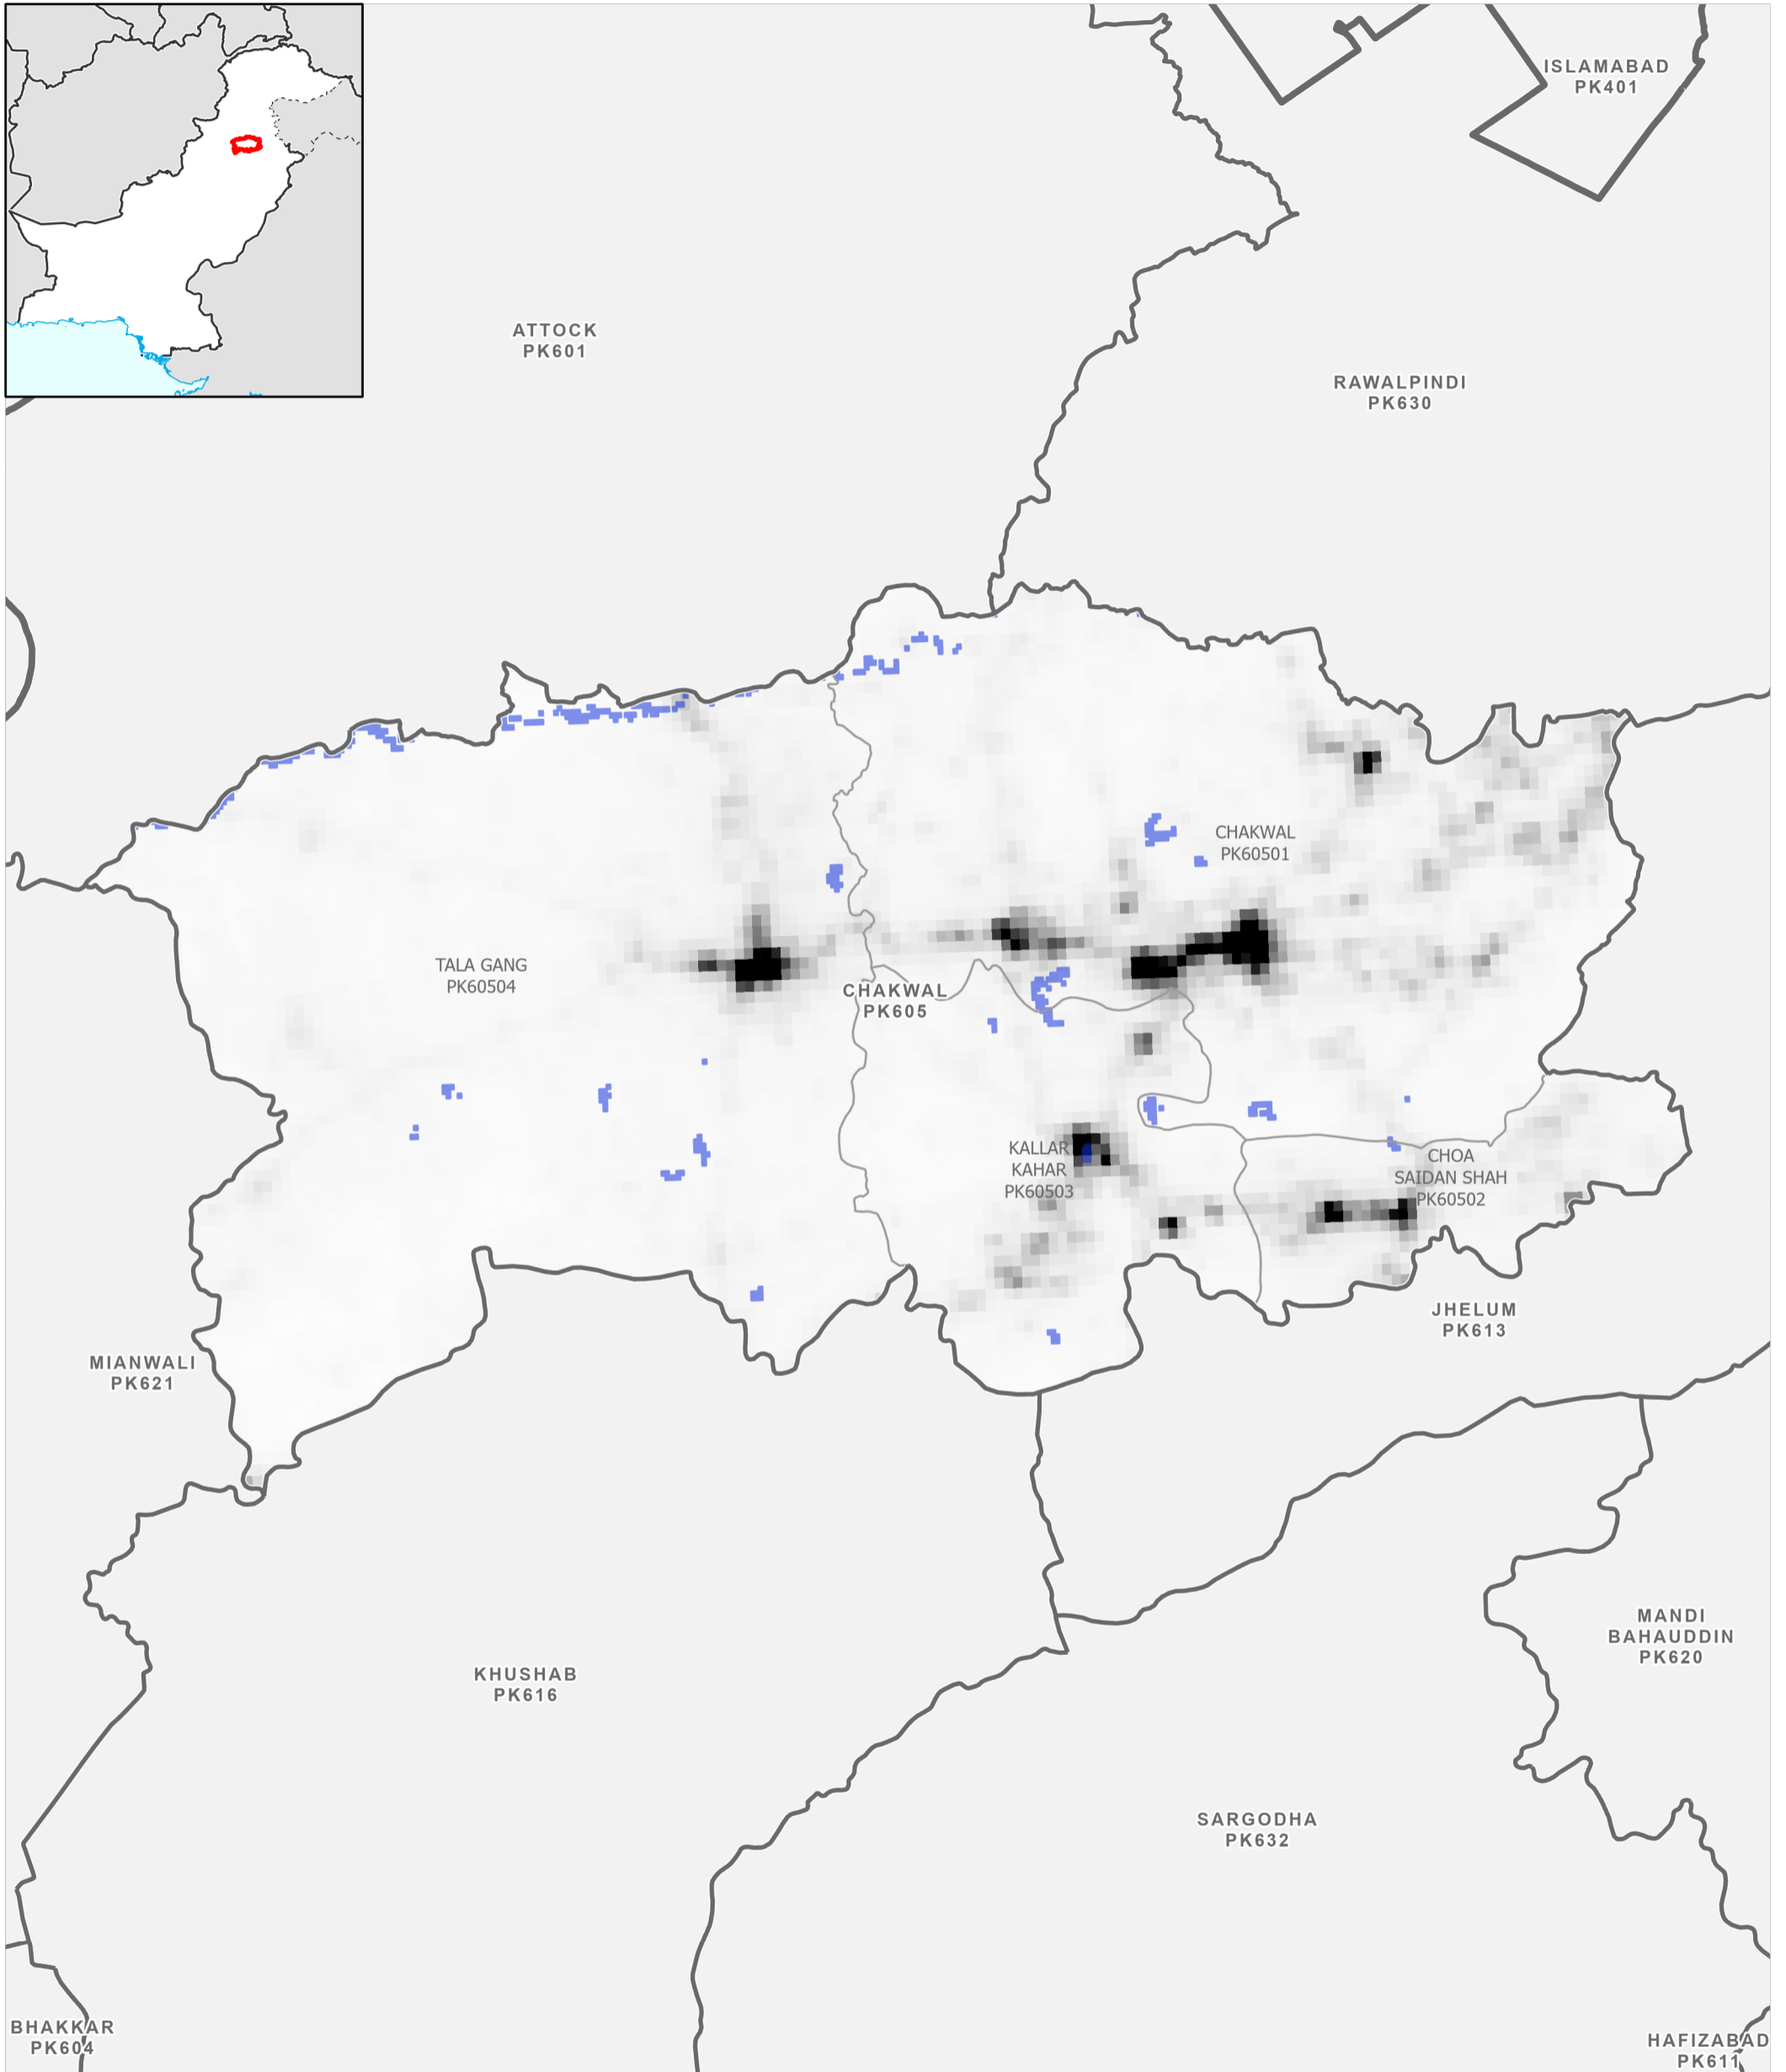 ISLAMABAD
PK401
ATTOCK
PK601
RAWALPINDI
PK630
CHAKWAL
PK60501
TALA GANG
PK60504
CHAKWAL
PK605
KALLAR
KAHAR
PK60503
CHOA
SAIDAN SHAH
PK60502
JHELUM
PK613
MIANWALI
PK621
MANDI
BAHAUDDIN
PK620
KHUSHAB
PK616
SARGODHA
PK632
BHAKKAR
PK604
HAFIZABAD
PK611